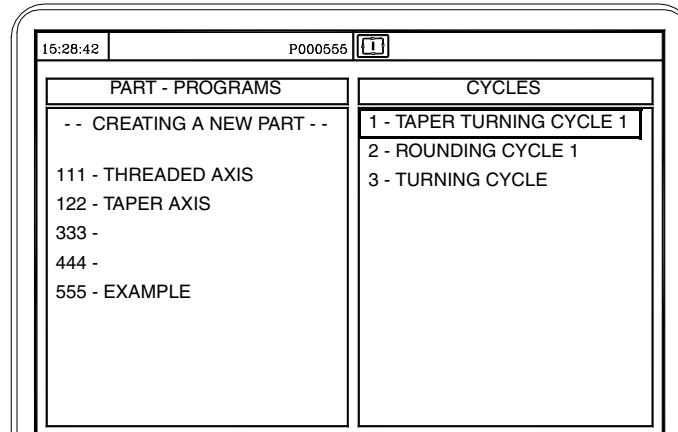 15:28:42 P000555
PART - PROGRAMS
- - CREATING A NEW PART - -
111 - THREADED AXIS
122 - TAPER AXIS
333 -
444 -
555 - EXAMPLE
CYCLES
1 - TAPER TURNING CYCLE 1
2 - ROUNDING CYCLE 1
3 - TURNING CYCLE